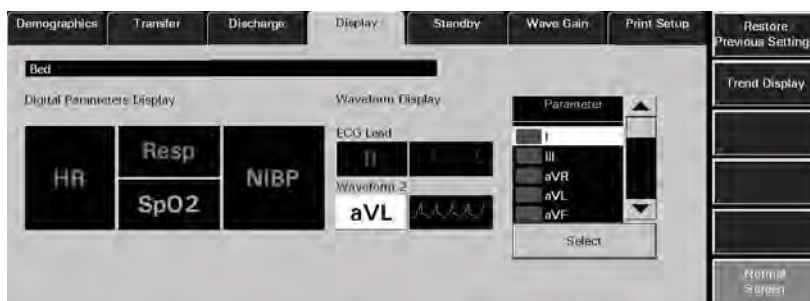 Demographics
Transfer
Discharge
Display
Standby
Wave Gain
Print Setup
Restore
Previous Setting
Bed
Trend Display
Digital Parameters Display
Waveform Display
Parameter
ECG Lead
HR
Resp
SpO2
NIBP
II
Waveform 2
aVL
I
III
aVR
aVL
aVF
Select
Normal
Screen